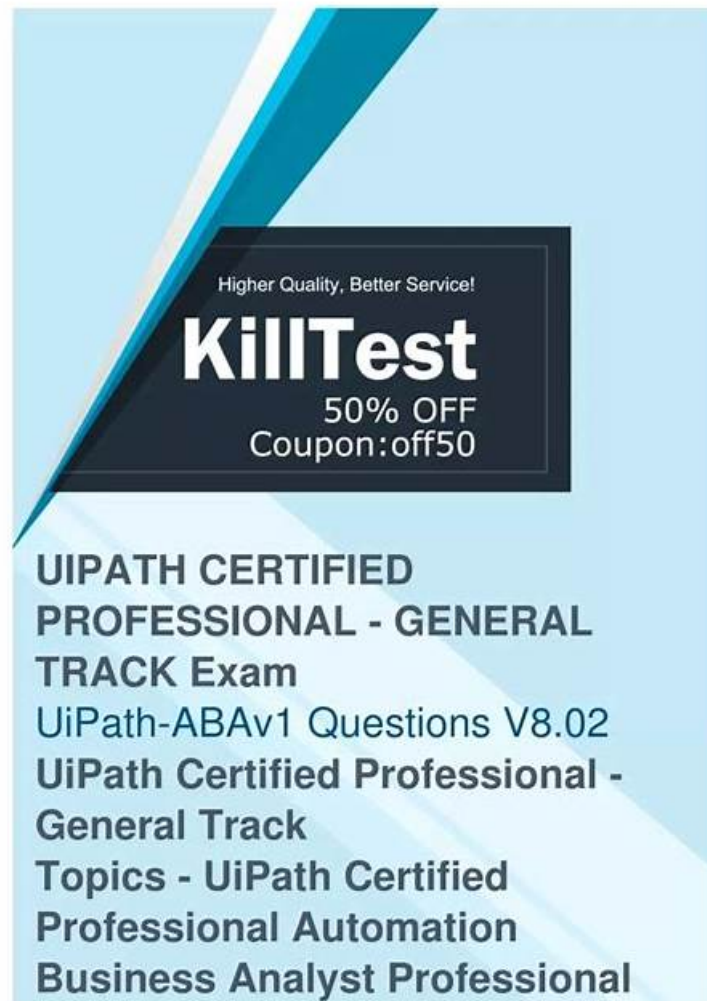 Higher Quality, Better Service!
KillTest
50% OFF
Coupon:off50
UIPATH CERTIFIED
PROFESSIONAL - GENERAL
TRACK Exam
UiPath-ABAv1 Questions V8.02
UiPath Certified Professional -
General Track
Topics - UiPath Certified
Professional Automation
Business Analyst Professional